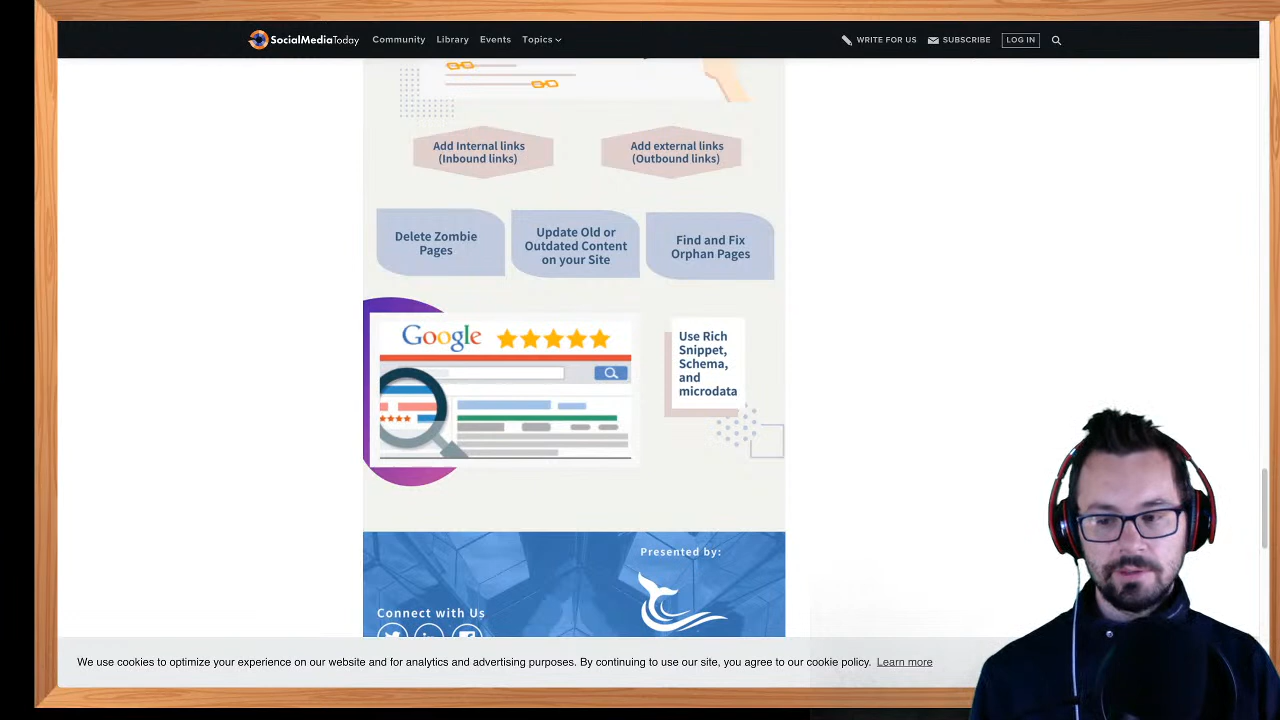 SocialMediaToday Community Library Events Topics WRITE FOR US SUBSCRIBE LOG IN
Add Internal links
(Inbound links)
Add external links
(Outbound links)
Delete Zombie
Pages
Update Old or
Outdated Content
on your Site
Find and Fix
Orphan Pages
Google
Use Rich
Snippet,
Schema,
and
microdata
Presented by:
Connect with Us
We use cookies to optimize your experience on our website and for analytics and advertising purposes. By continuing to use our site, you agree to our cookie policy. Learn more